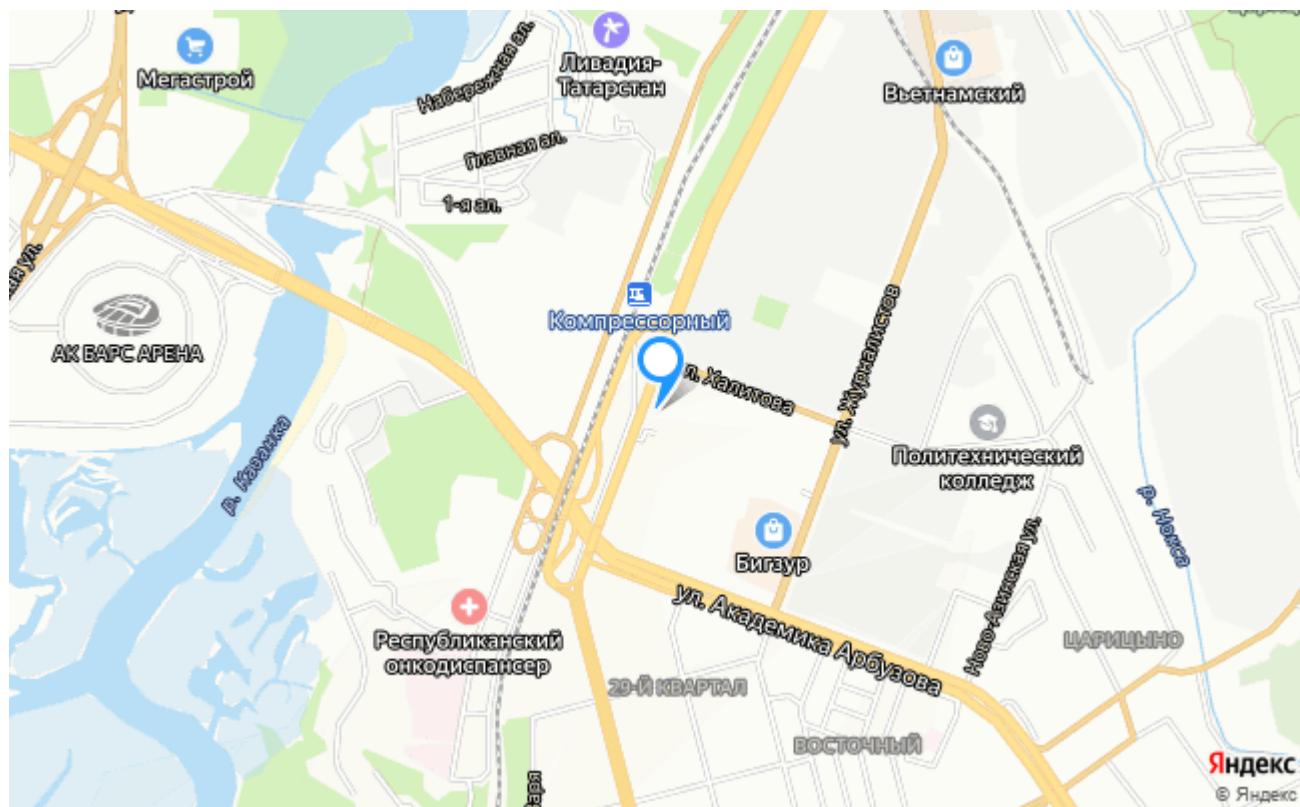 Мегастрой
Набережная ал.
Ливадия-
Татарстан
Вьетнамский
Главная ал.
1-я ал.
ая ул.
Компрессорный
АК БАРС АРЕНА
л. Халитова
ул. Журналистов
р. Казанка
Политехнический
колледж
р. Нокса
Бигзур
Ново-Азинская ул.
ул. Академика Арбузова
Республиканский
онкодиспансер
ЦАРИЦЫНО
29-Й КВАРТАЛ
ВОСТОЧНЫЙ
Яндекс
© Яндекс